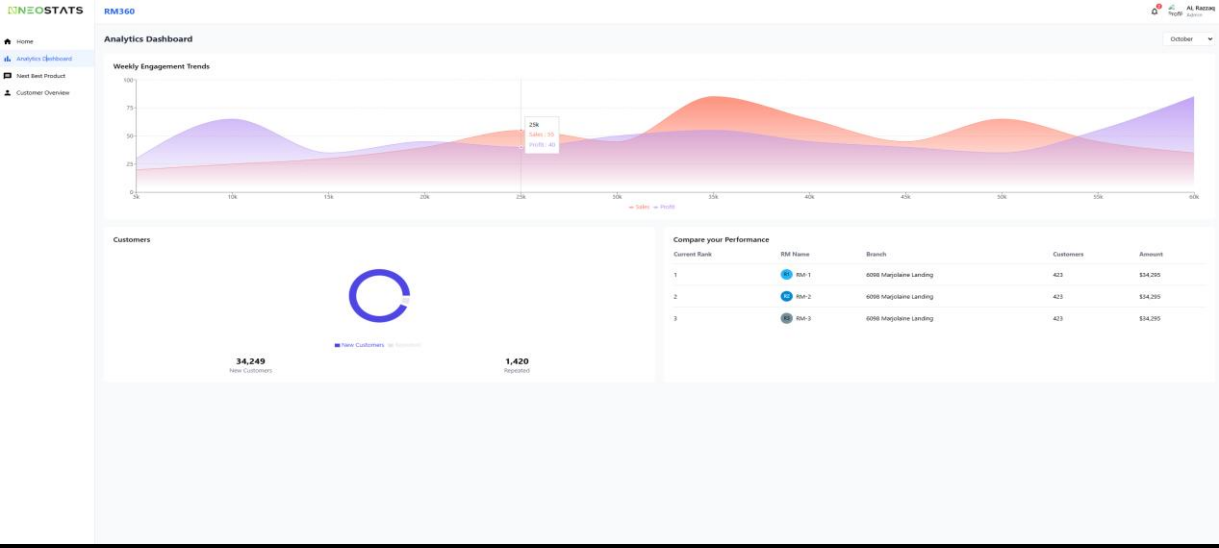 NEOSTATS
RM360
AL Razzaq
Admin
Home
Analytics Dashboard
Next Best Product
Customer Overview
Analytics Dashboard
October
Weekly Engagement Trends
100
75
50
25
0
25k
Sales : 55
Profit : 40
5k 10k 15k 20k 25k 30k 35k 40k 45k 50k 55k 60k
Sales Profit
Customers
New Customers Repeated
34,249 1,420
New Customers Repeated
Compare your Performance
Current Rank RM Name Branch Customers Amount
1 R1 RM-1 6098 Marjolaine Landing 423 $34,295
2 R2 RM-2 6098 Marjolaine Landing 423 $34,295
3 RM-3 6098 Marjolaine Landing 423 $34,295